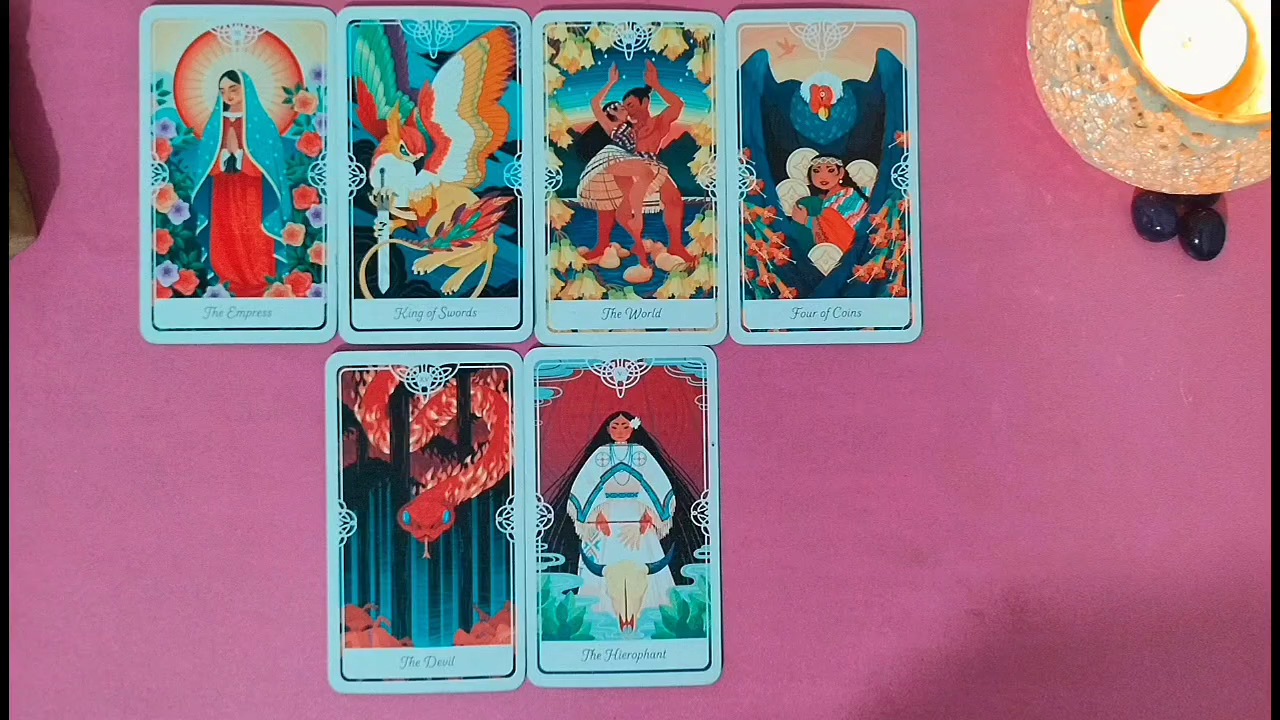 The Empress
King of Swords
The World
Four of Coins
The Devil
The Hierophant